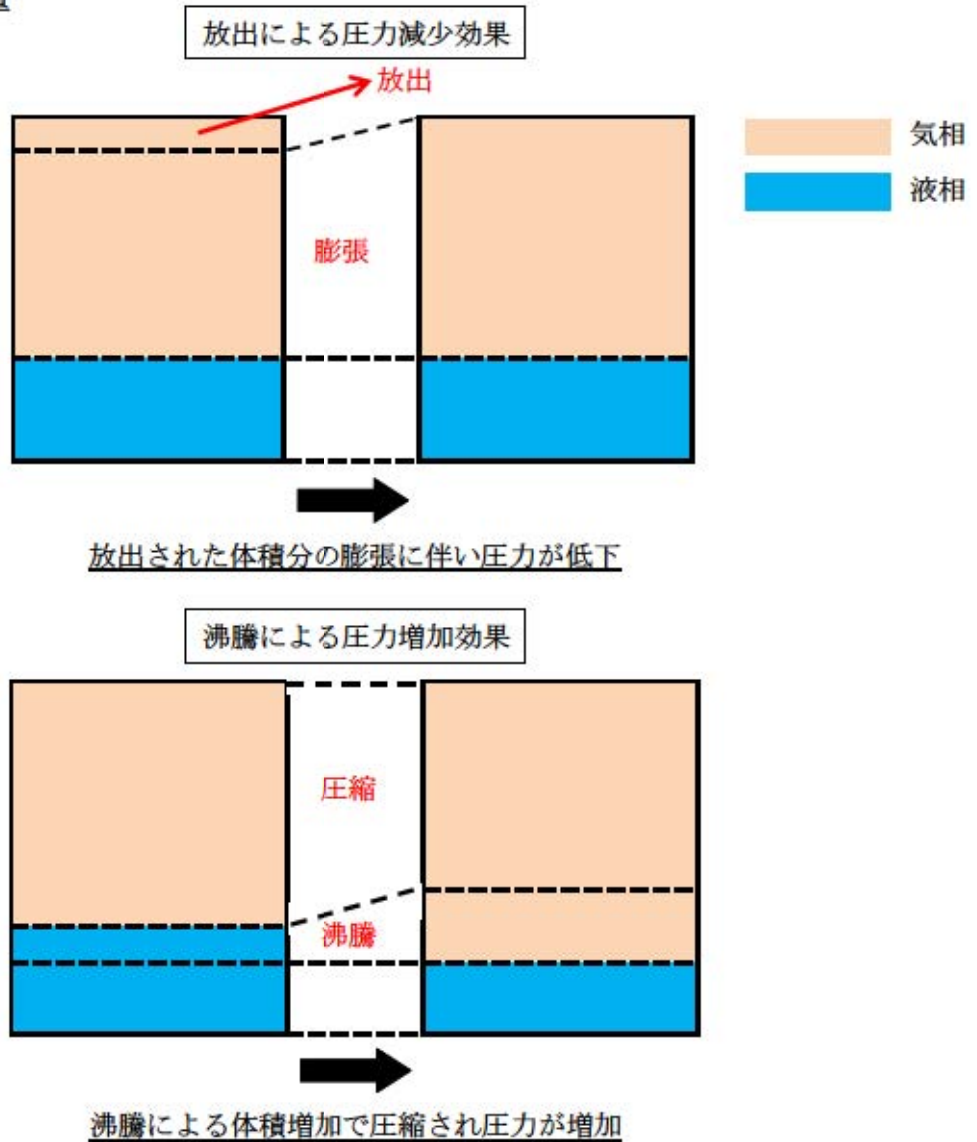 放出による圧力減少効果
放出
気相
液相
膨張
放出された体積分の膨張に伴い圧力が低下
沸騰による圧力増加効果
圧縮
沸騰
沸騰による体積増加で圧縮され圧力が増加